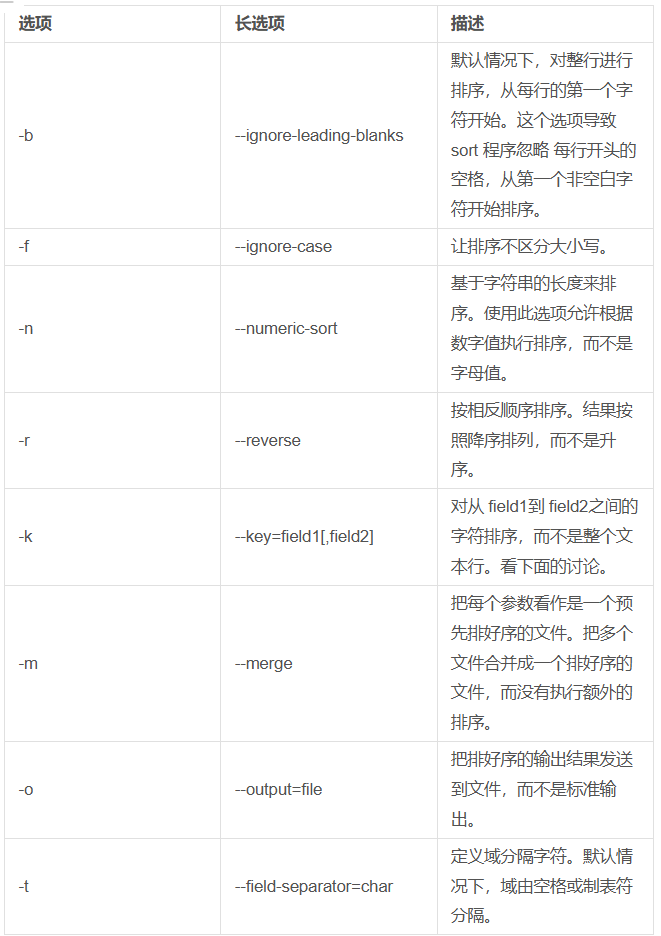 选项 长选项 描述
-b --ignore-leading-blanks 默认情况下，对整行进行
排序，从每行的第一个字
符开始。这个选项导致
sort 程序忽略 每行开头的
空格，从第一个非空白字
符开始排序。
-f --ignore-case 让排序不区分大小写。
-n --numeric-sort 基于字符串的长度来排
序。使用此选项允许根据
数字值执行排序，而不是
字母值。
-r --reverse 按相反顺序排序。结果按
照降序排列，而不是升
序。
-k --key=field1[,field2] 对从 field1到 field2之间的
字符排序，而不是整个文
本行。看下面的讨论。
-m --merge 把每个参数看作是一个预
先排好序的文件。把多个
文件合并成一个排好序的
文件，而没有执行额外的
排序。
-o --output=file 把排好序的输出结果发送
到文件，而不是标准输
出。
-t --field-separator=char 定义域分隔字符。默认情
况下，域由空格或制表符
分隔。